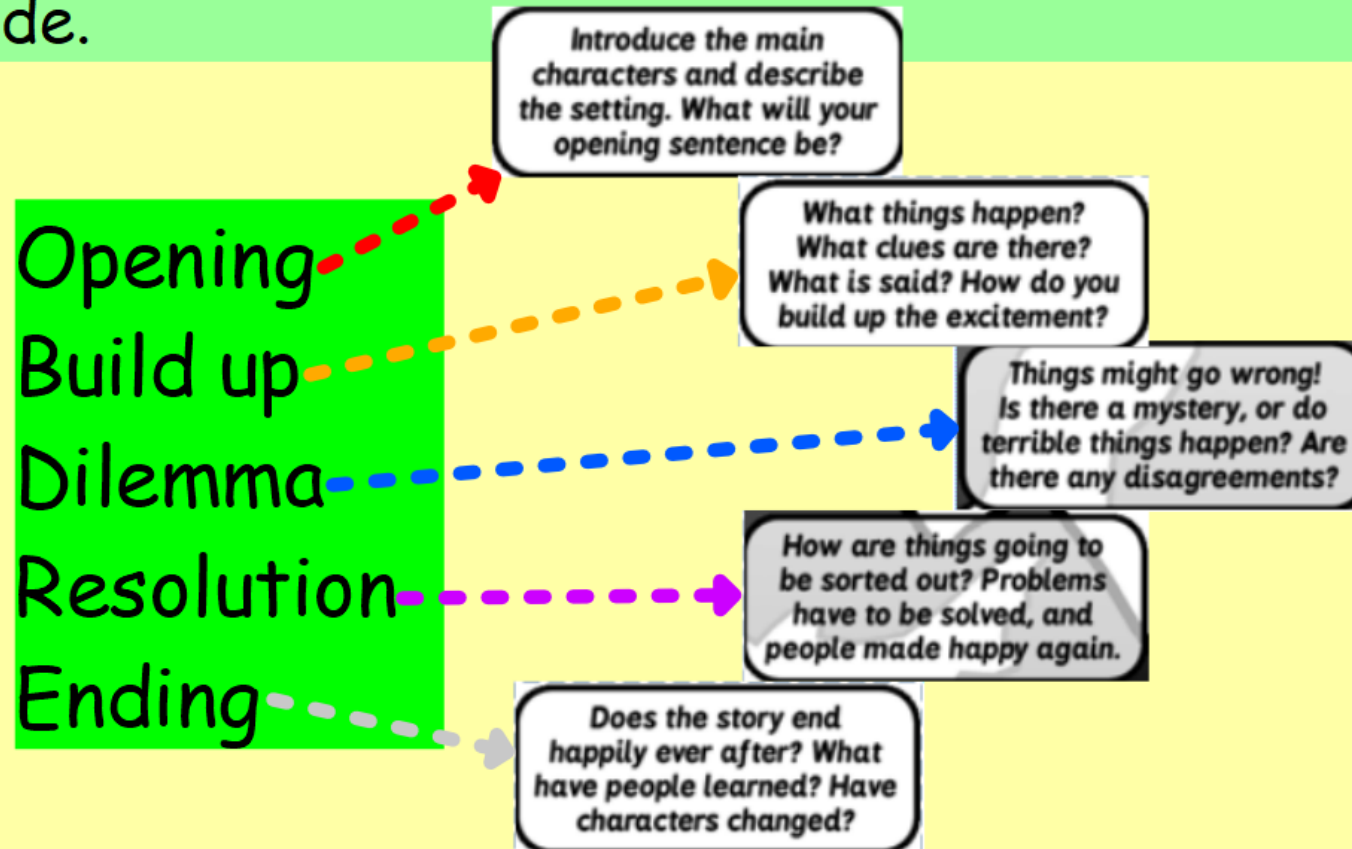 de.
Introduce the main
characters and describe
the setting. What will your
opening sentence be?
Opening
What things happen?
What clues are there?
What is said? How do you
build up the excitement?
Build up
Things might go wrong!
Is there a mystery, or do
terrible things happen? Are
there any disagreements?
Dilemma
How are things going to
be sorted out? Problems
have to be solved, and
people made happy again.
Resolution
Does the story end
happily ever after? What
have people learned? Have
characters changed?
Ending